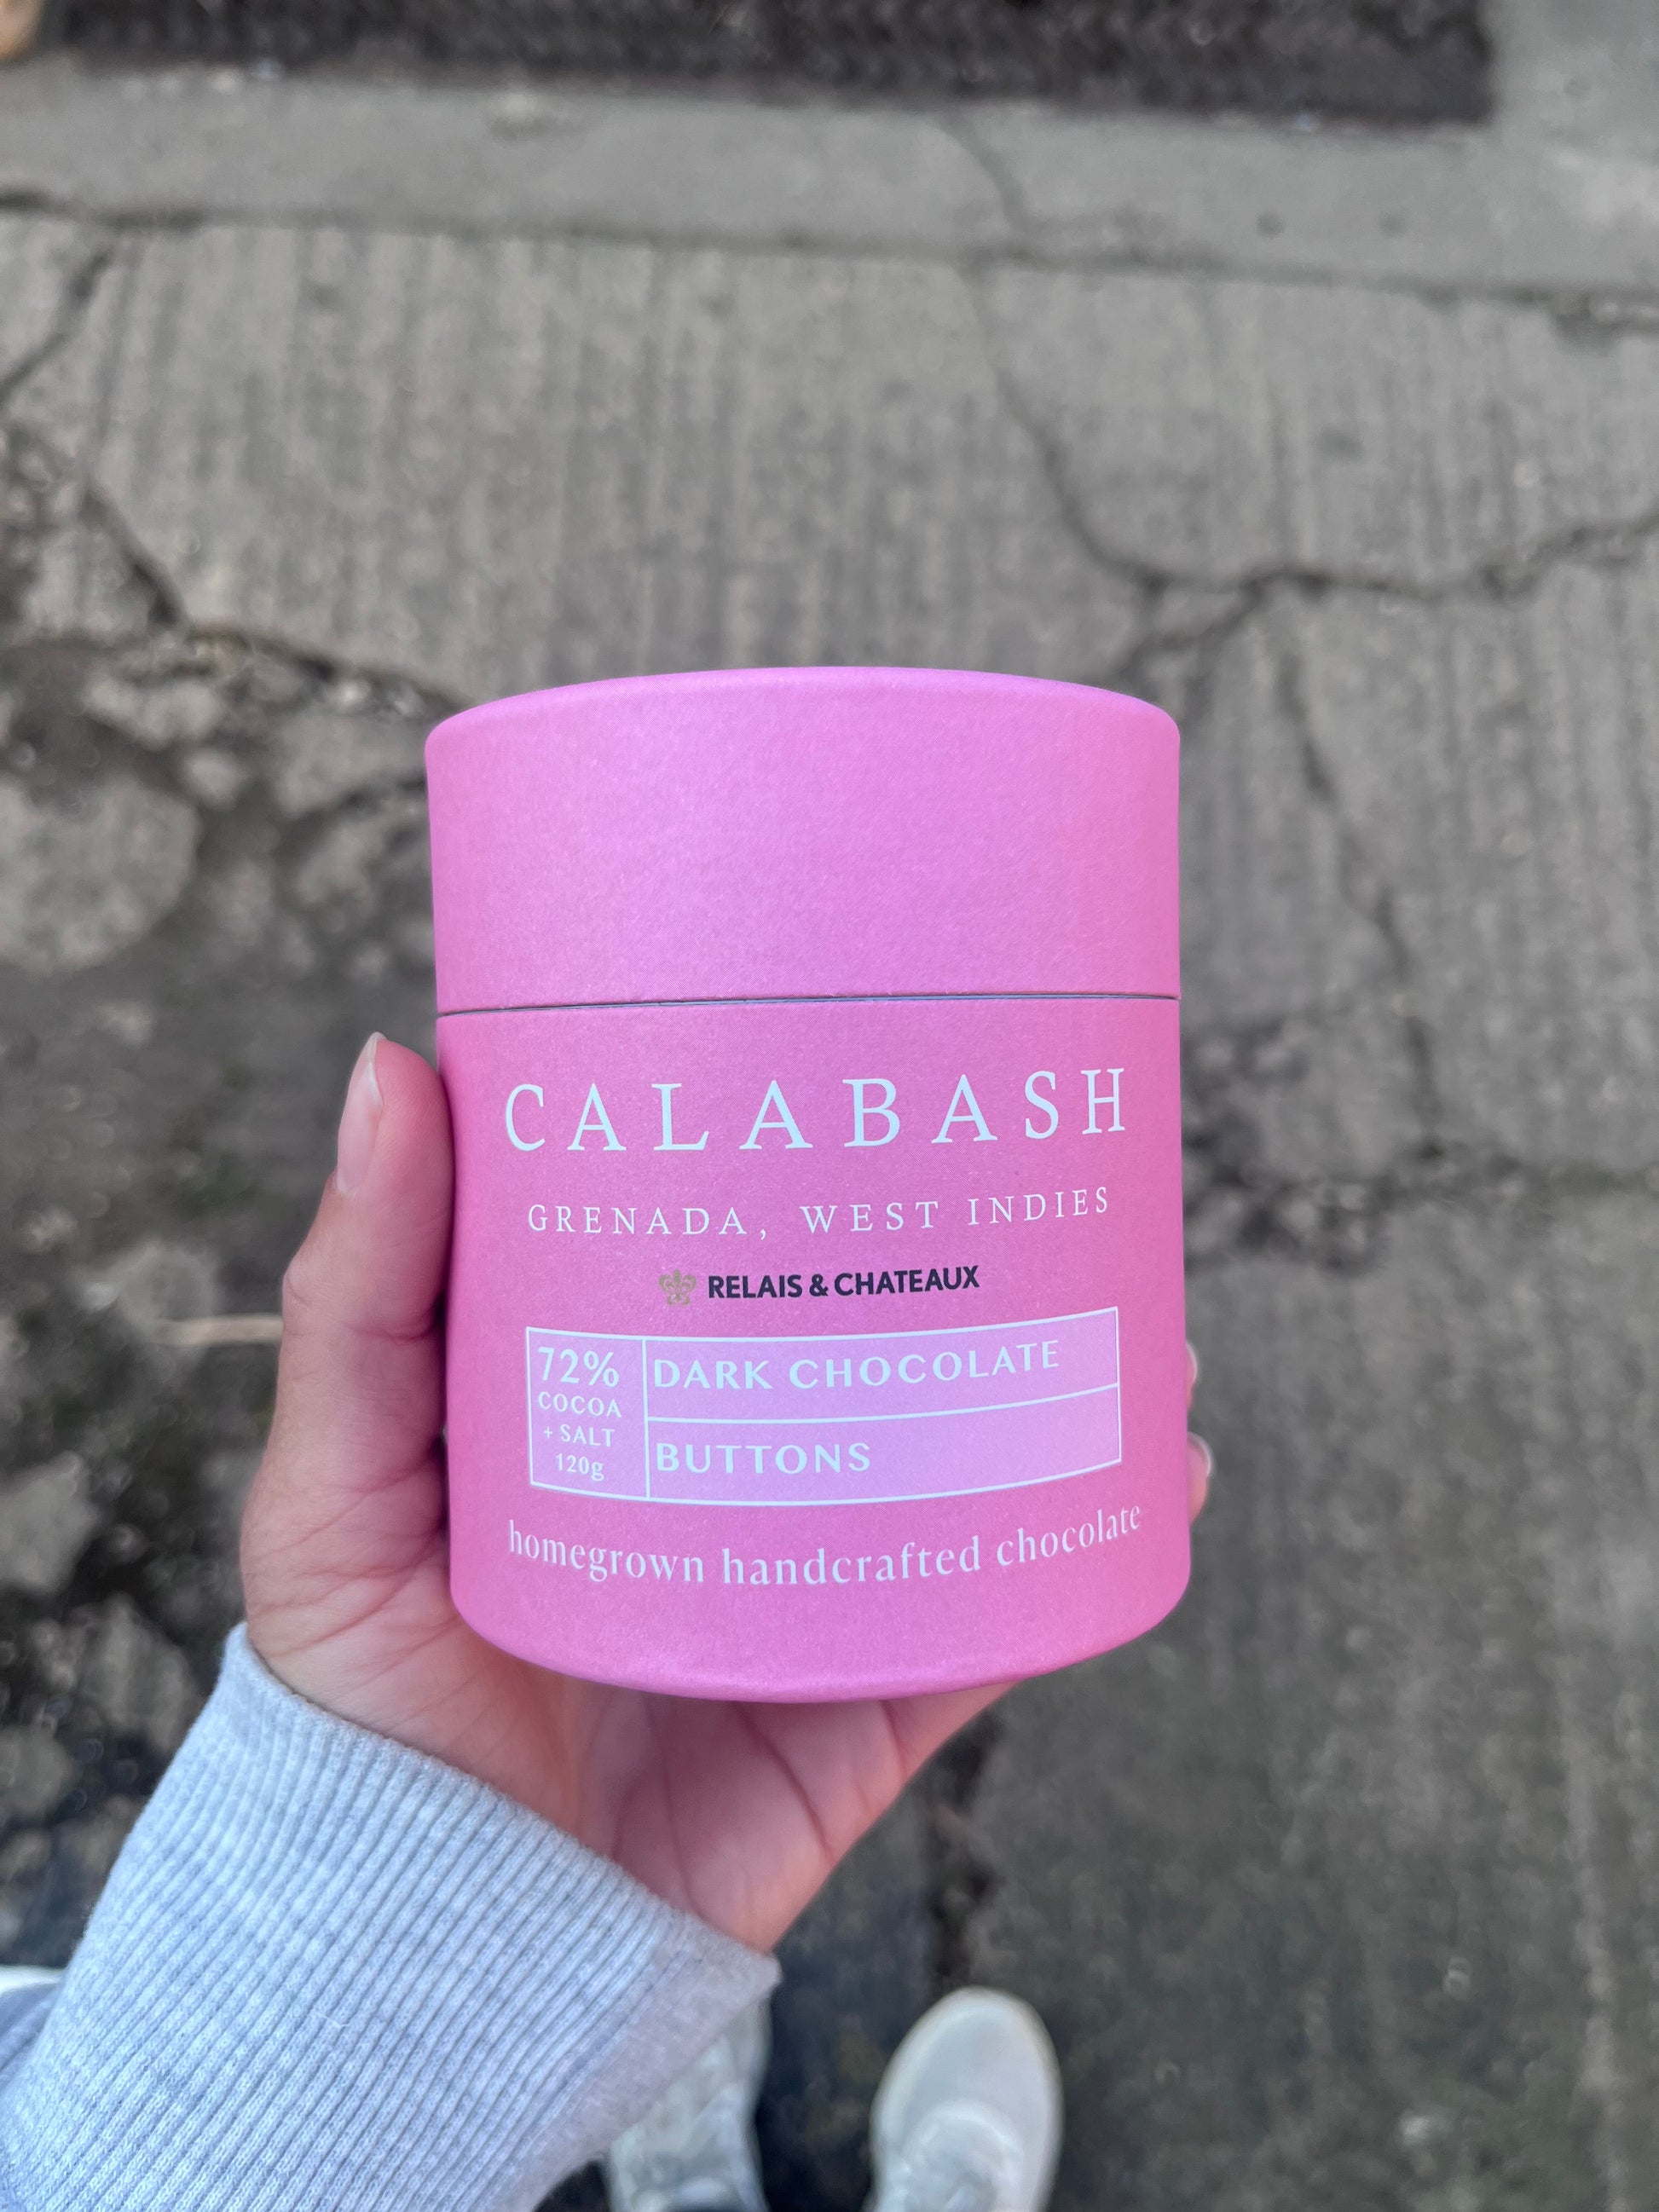 CALABASH
GRENADA, WEST INDIES
RELAIS & CHATEAUX
72%
COCOA
+ SALT
120g
DARK CHOCOLATE
BUTTONS
homegrown handcrafted chocolate